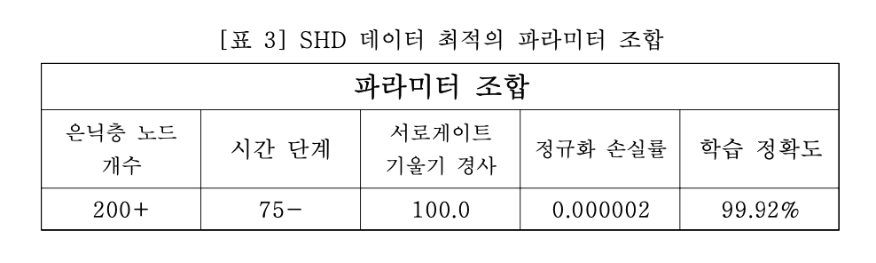 [표 3] SHD 데이터 최적의 파라미터 조합
파라미터 조합
은닉층 노드
개수
시간 단계
서로게이트
기울기 경사
정규화 손실률
학습 정확도
200+
75-
100.0
0.000002
99.92%